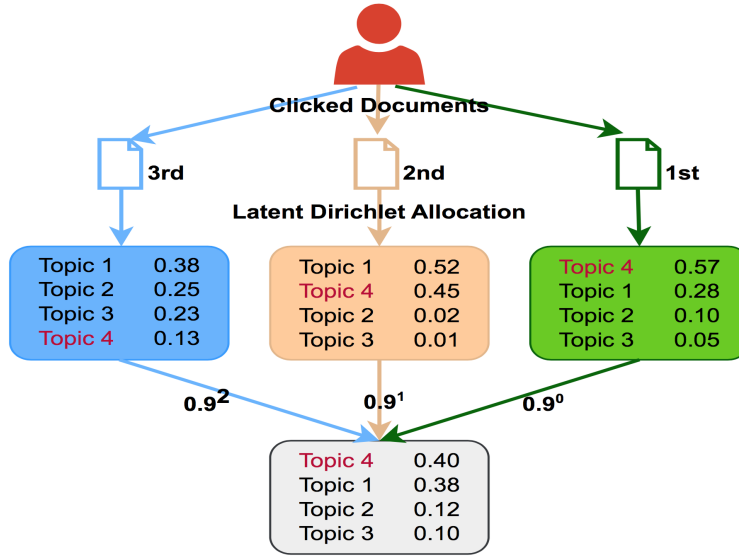 Clicked Documents
3rd
2nd
1st
Latent Dirichlet Allocation
Topic 1 0.38
Topic 2 0.25
Topic 3 0.23
Topic 4 0.13
Topic 1 0.52
Topic 4 0.45
Topic 2 0.02
Topic 3 0.01
Topic 4 0.57
Topic 1 0.28
Topic 2 0.10
Topic 3 0.05
0.9²
0.9¹
0.9⁰
Topic 4 0.40
Topic 1 0.38
Topic 2 0.12
Topic 3 0.10